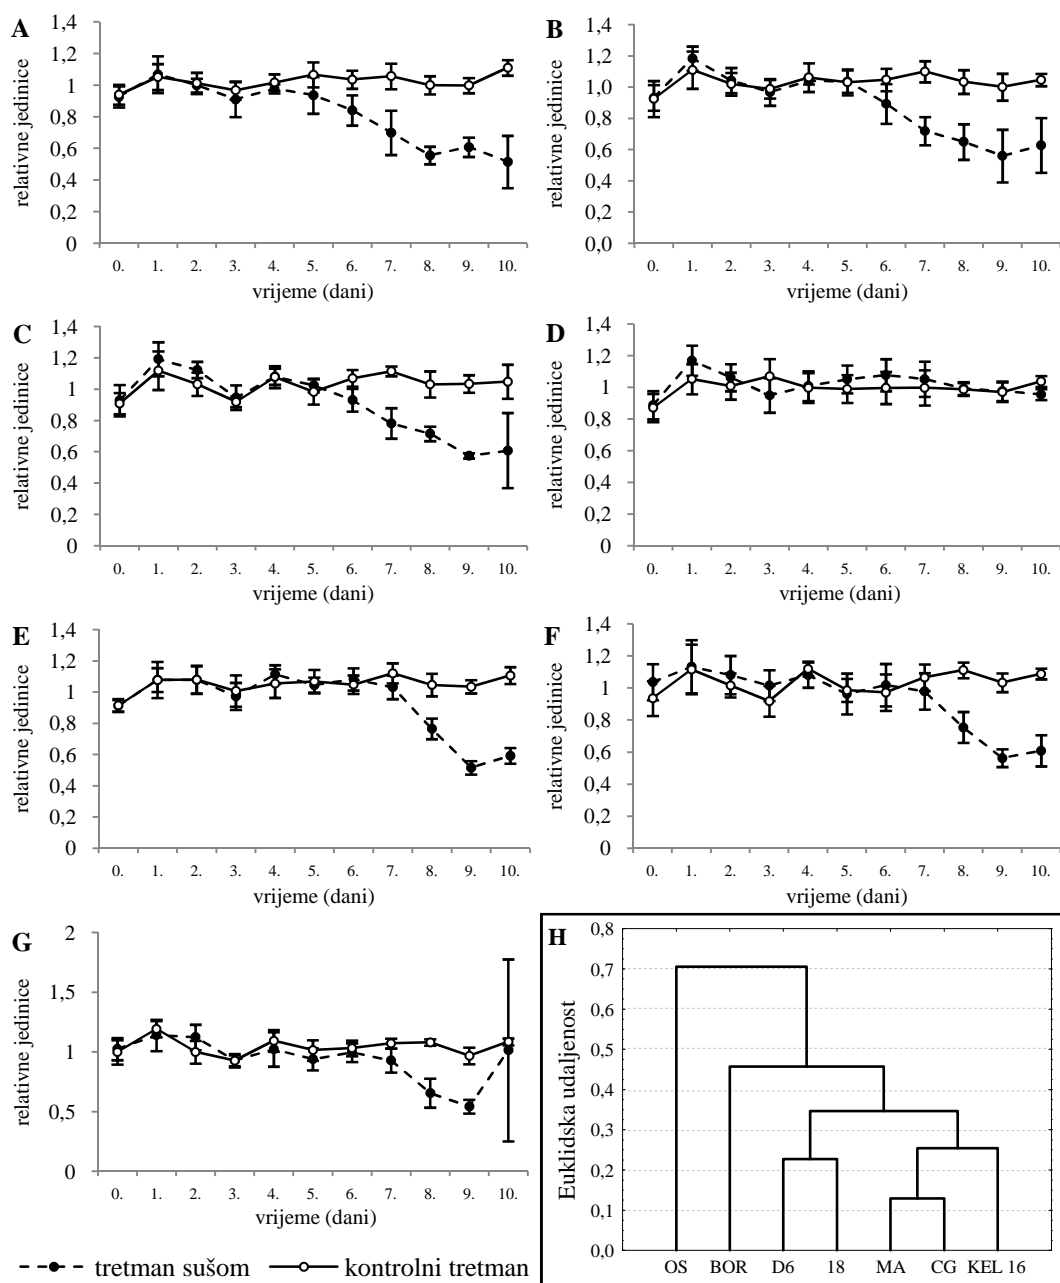 A
relativne jedinice
1,4
1,2
1
0,8
0,6
0,4
0,2
0
0. 1. 2. 3. 4. 5. 6. 7. 8. 9. 10.
vrijeme (dani)
B
relativne jedinice
1,4
1,2
1,0
0,8
0,6
0,4
0,2
0,0
0. 1. 2. 3. 4. 5. 6. 7. 8. 9. 10.
vrijeme (dani)
C
relativne jedinice
1,4
1,2
1
0,8
0,6
0,4
0,2
0
0. 1. 2. 3. 4. 5. 6. 7. 8. 9. 10.
vrijeme (dani)
D
relativne jedinice
1,4
1,2
1
0,8
0,6
0,4
0,2
0
0. 1. 2. 3. 4. 5. 6. 7. 8. 9. 10.
vrijeme (dani)
E
relativne jedinice
1,4
1,2
1
0,8
0,6
0,4
0,2
0
0. 1. 2. 3. 4. 5. 6. 7. 8. 9. 10.
vrijeme (dani)
F
relativne jedinice
1,4
1,2
1
0,8
0,6
0,4
0,2
0
0. 1. 2. 3. 4. 5. 6. 7. 8. 9. 10.
vrijeme (dani)
G
relativne jedinice
2
1,5
1
0,5
0
0. 1. 2. 3. 4. 5. 6. 7. 8. 9. 10.
vrijeme (dani)
H
Euklidska udaljenost
0,8
0,7
0,6
0,5
0,4
0,3
0,2
0,1
0,0
OS BOR D6 18 MA CG KEL 16
tretman sušom kontrolni tretman